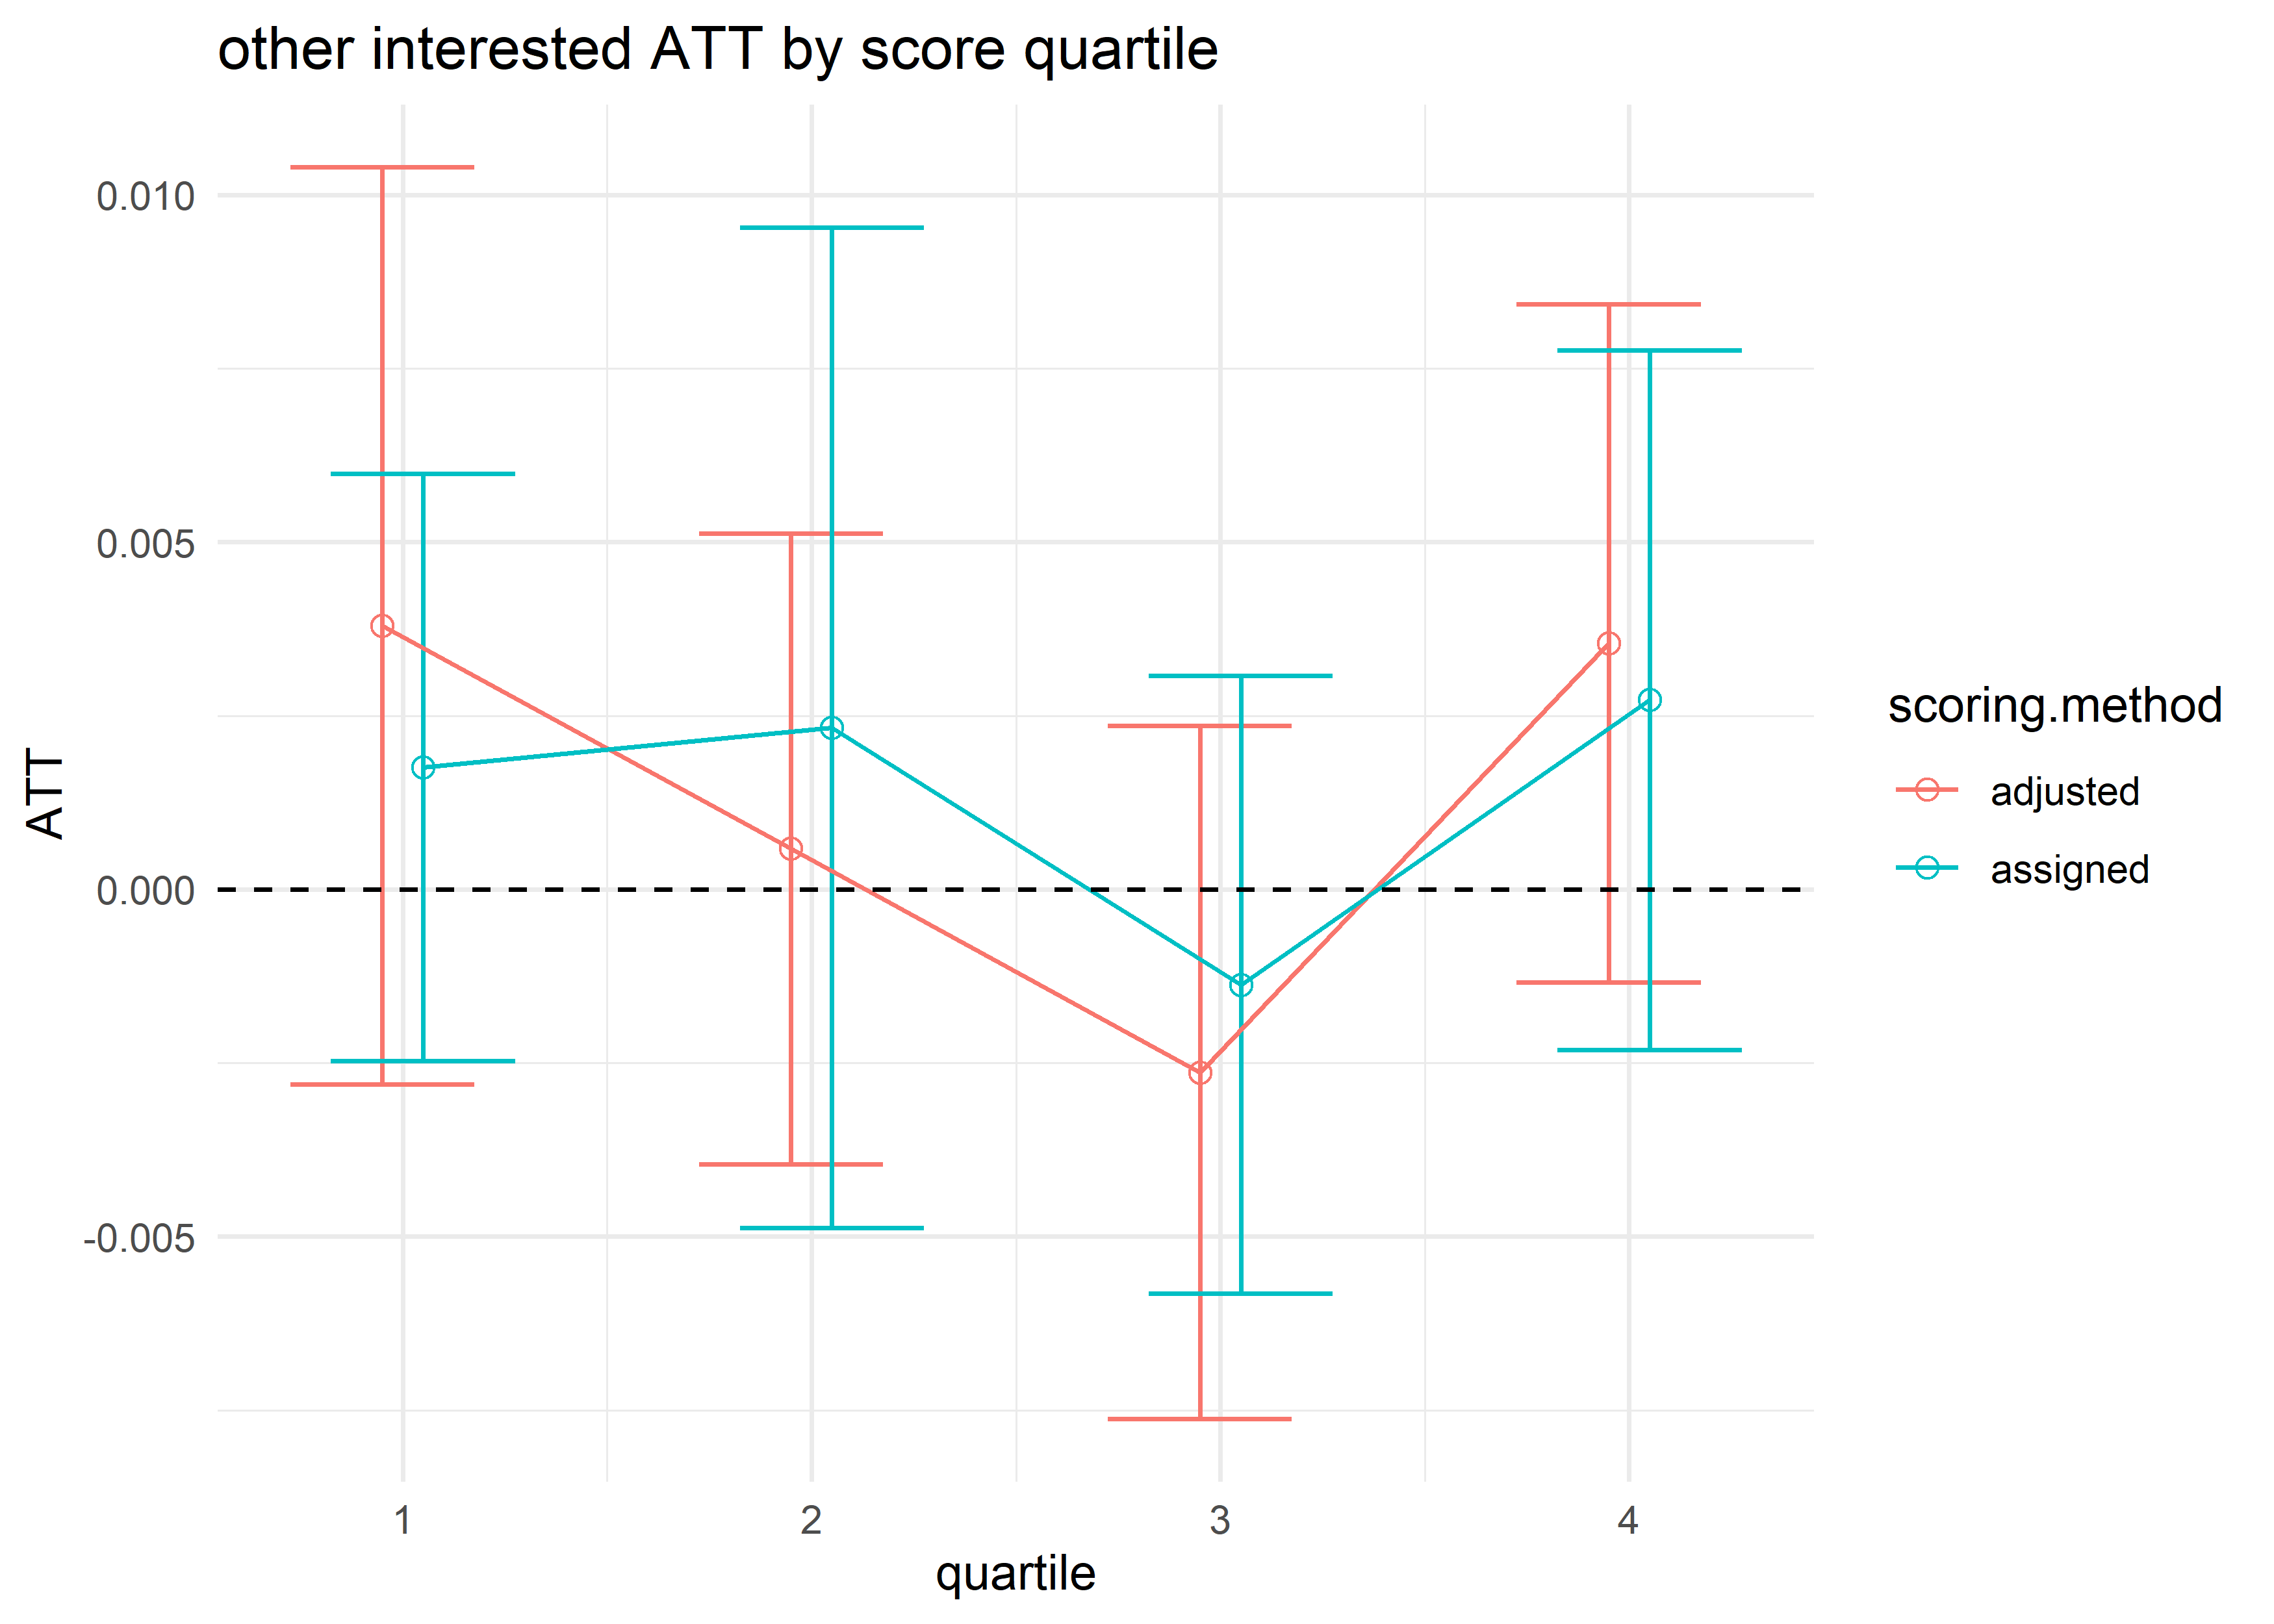 other interested ATT by score quartile
ATT
0.010
0.005
0.000
-0.005
1 2 3 4
quartile
scoring.method
adjusted
assigned